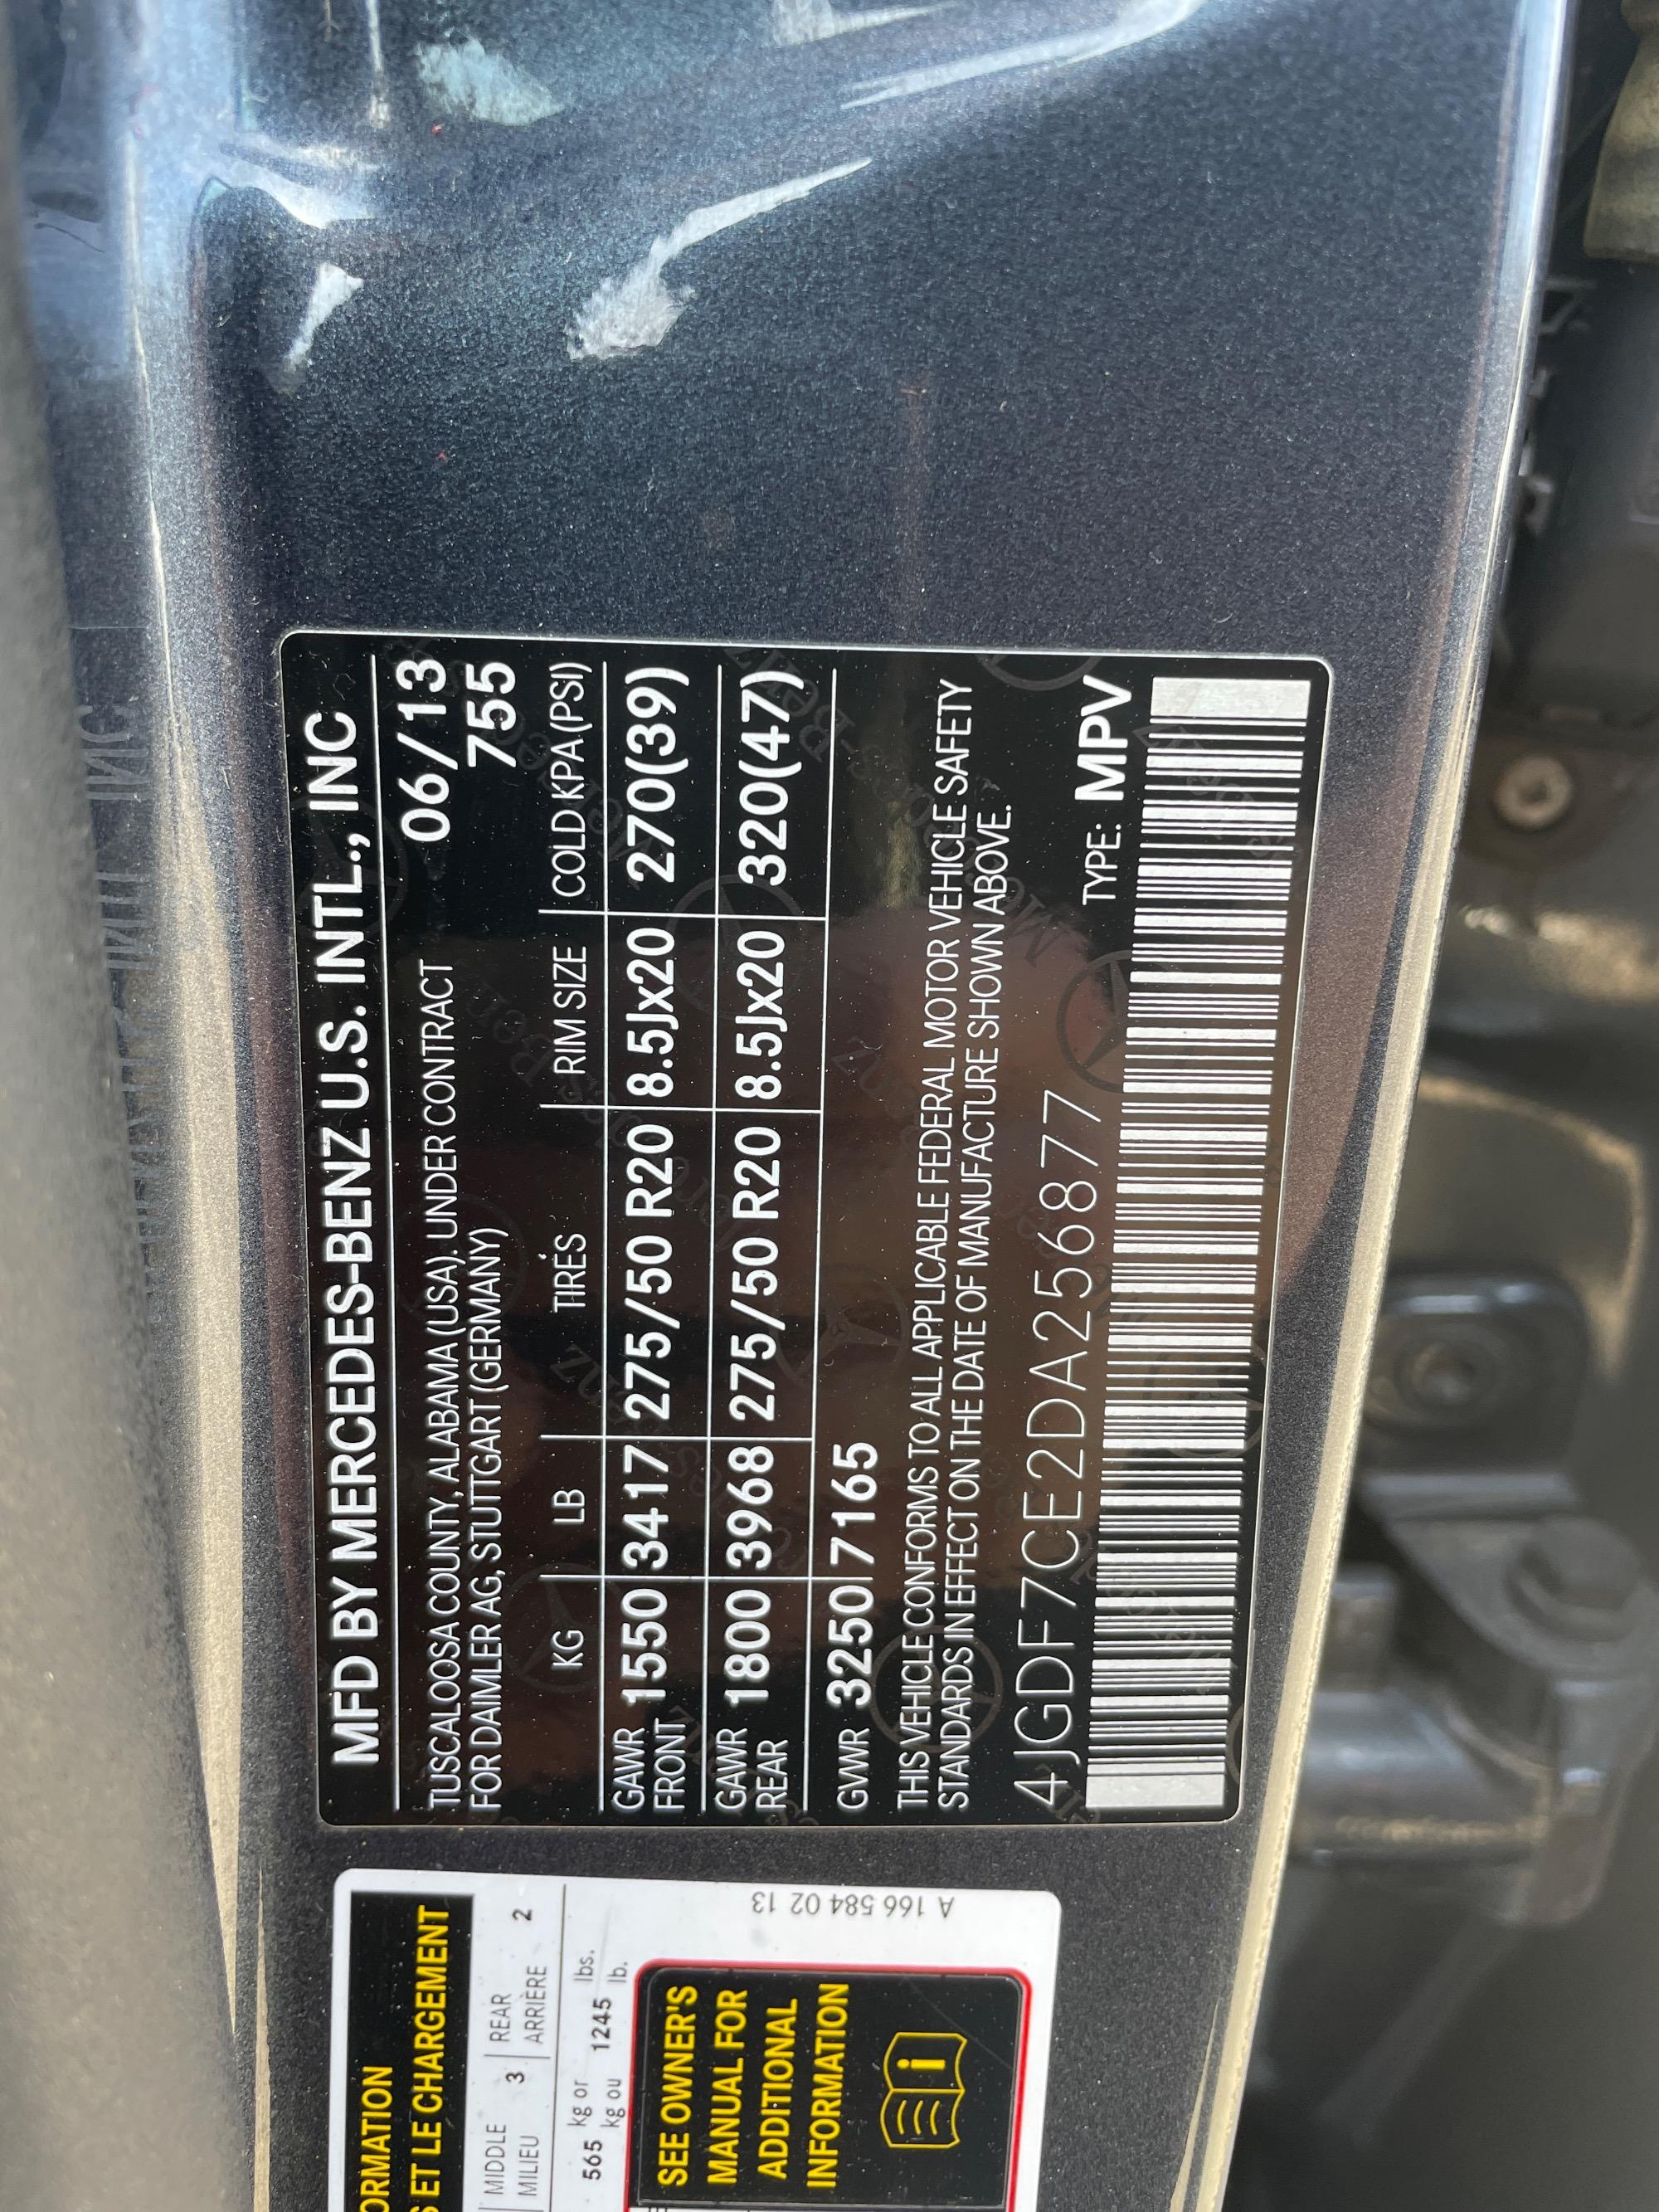 MFD BY MERCEDES-BENZ U.S. INTL., INC
TUSCALOOSA COUNTY, ALABAMA (USA). UNDER CONTRACT 06/13
FOR DAIMLER AG, STUTTGART (GERMANY) 755
KG LB TIRES RIM SIZE COLD KPA (PSI)
GAWR FRONT 1550 3417 275/50 R20 8.5Jx20 270(39)
GAWR REAR 1800 3968 275/50 R20 8.5Jx20 320(47)
GVWR 3250 7165
THIS VEHICLE CONFORMS TO ALL APPLICABLE FEDERAL MOTOR VEHICLE SAFETY
STANDARDS IN EFFECT ON THE DATE OF MANUFACTURE SHOWN ABOVE.
4JGDF7CE2DA256877 TYPE: MPV
ET LE CHARGEMENT
MIDDLE 3 REAR 2
MILIEU ARRIÈRE
565 kg or 1245 lbs.
kg ou lb.
SEE OWNER'S
MANUAL FOR
ADDITIONAL
INFORMATION
A 166 584 02 13